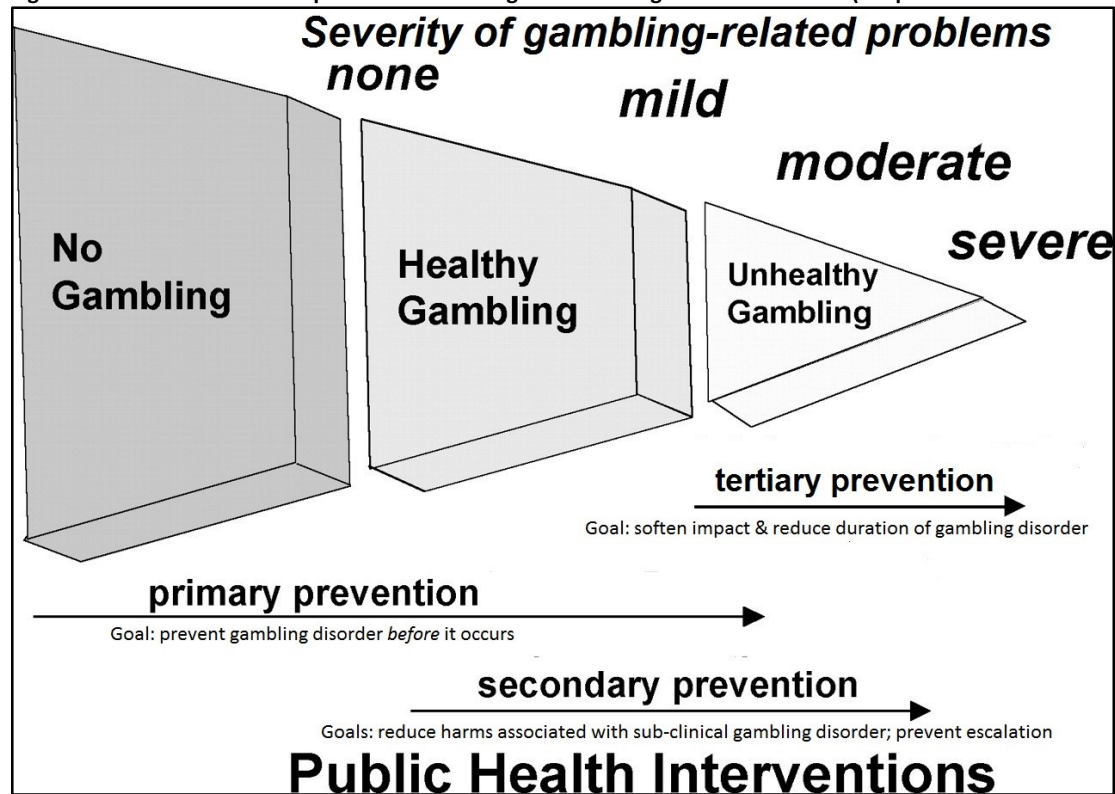 Severity of gambling-related problems
none
mild
moderate
severe
No
Gambling
Healthy
Gambling
Unhealthy
Gambling
tertiary prevention
Goal: soften impact & reduce duration of gambling disorder
primary prevention
Goal: prevent gambling disorder before it occurs
secondary prevention
Goals: reduce harms associated with sub-clinical gambling disorder; prevent escalation
Public Health Interventions